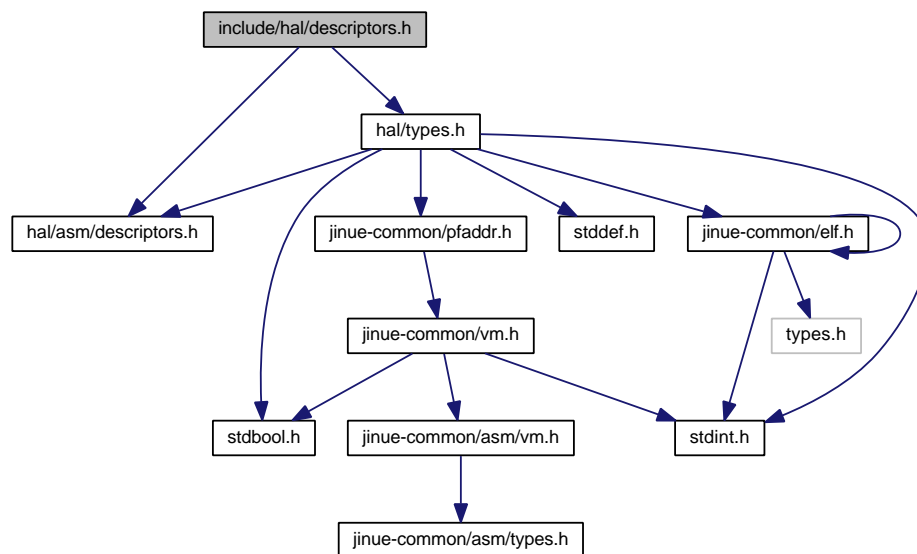 include/hal/descriptors.h
hal/types.h
hal/asm/descriptors.h
jinue-common/pfaddr.h
stddef.h
jinue-common/elf.h
jinue-common/vm.h
types.h
stdbool.h
jinue-common/asm/vm.h
stdint.h
jinue-common/asm/types.h